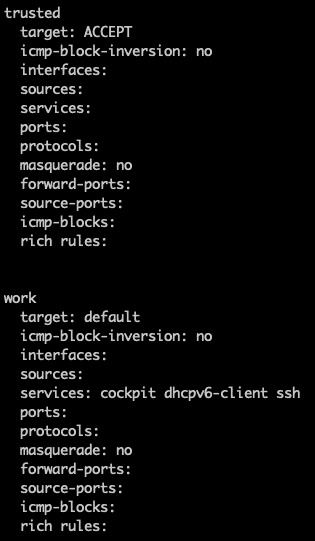 trusted
target: ACCEPT
icmp-block-inversion: no
interfaces:
sources:
services:
ports:
protocols:
masquerade: no
forward-ports:
source-ports:
icmp-blocks:
rich rules:
work
target: default
icmp-block-inversion: no
interfaces:
sources:
services: cockpit dhcpv6-client ssh
ports:
protocols:
masquerade: no
forward-ports:
source-ports:
icmp-blocks:
rich rules: